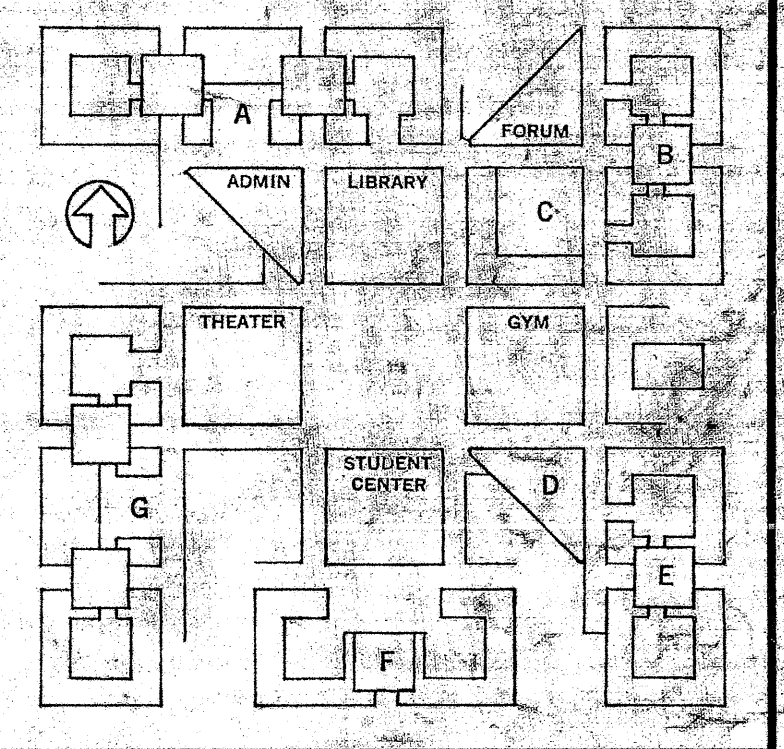 A
FORUM
B
ADMIN
LIBRARY
C
THEATER
GYM
STUDENT
CENTER
D
G
E
F